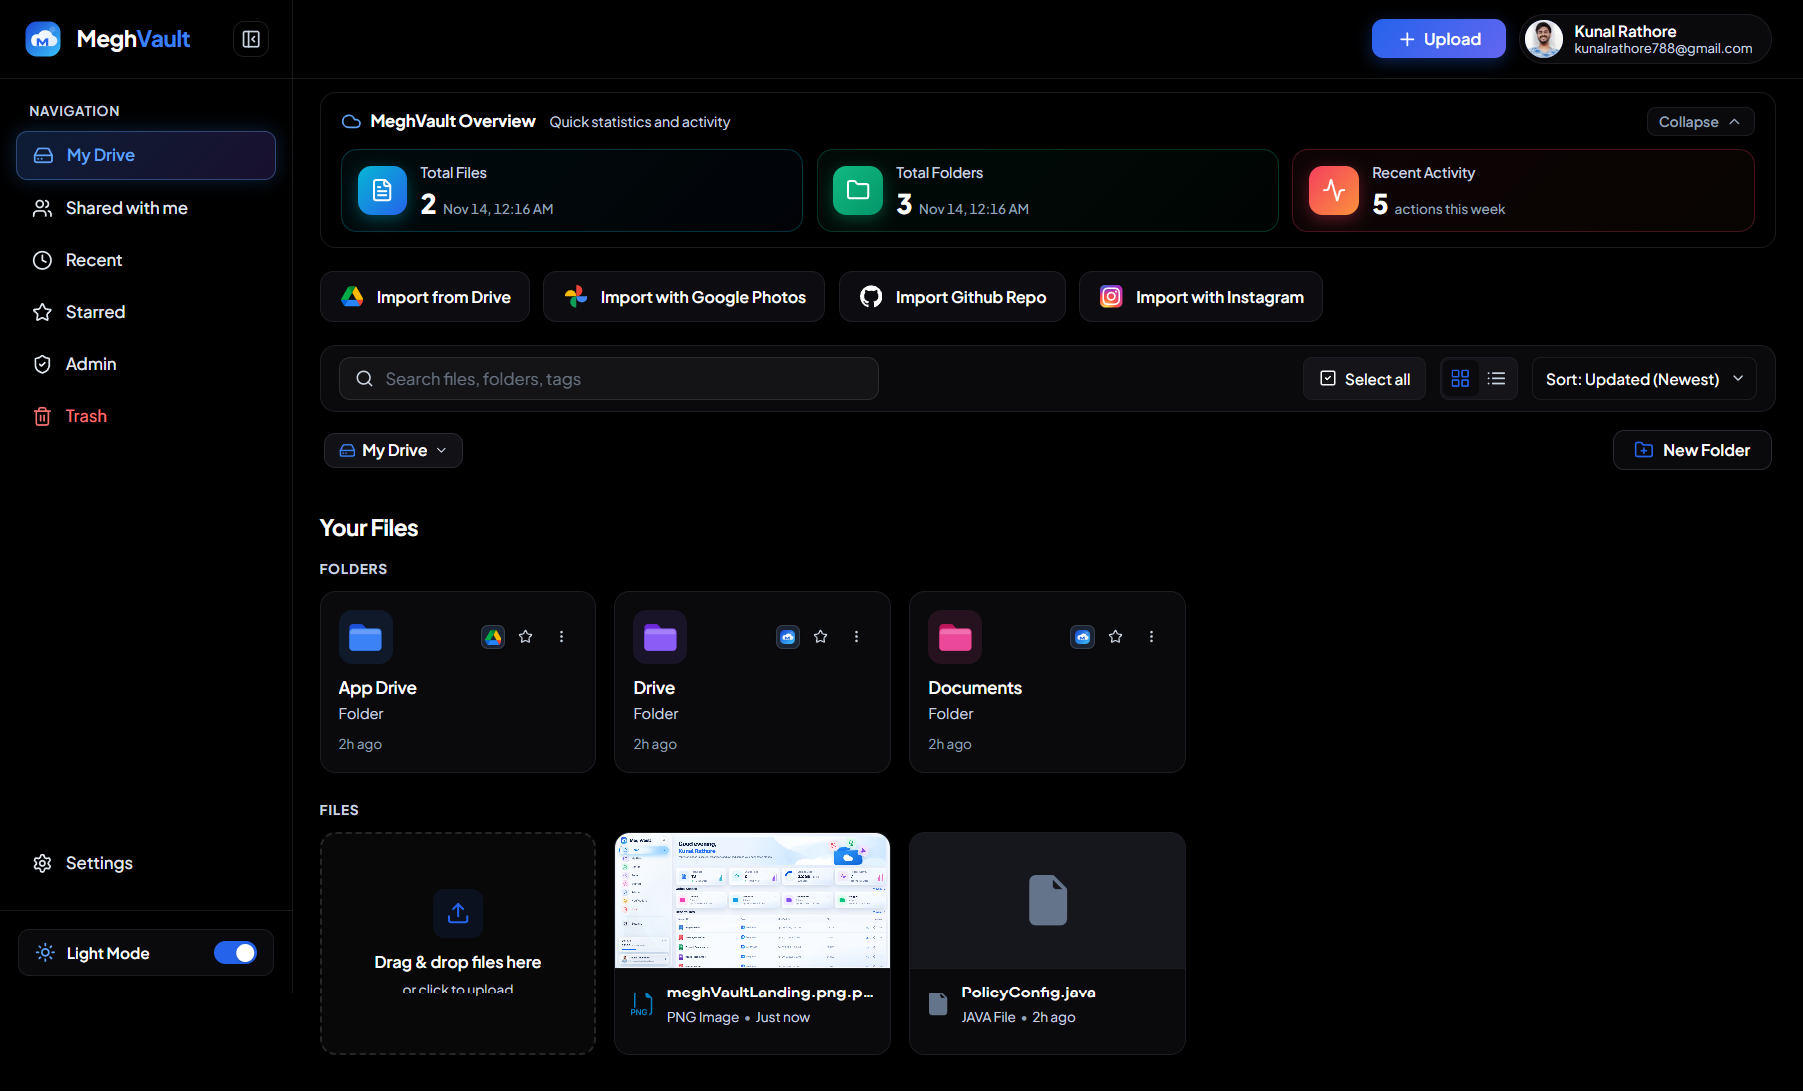 MeghVault
Upload
Kunal Rathore
kunalrathore788@gmail.com
NAVIGATION
My Drive
Shared with me
Recent
Starred
Admin
Trash
Settings
Light Mode
MeghVault Overview Quick statistics and activity
Collapse
Total Files
2 Nov 14, 12:16 AM
Total Folders
3 Nov 14, 12:16 AM
Recent Activity
5 actions this week
Import from Drive
Import with Google Photos
Import Github Repo
Import with Instagram
Search files, folders, tags
Select all
Sort: Updated (Newest)
My Drive
New Folder
Your Files
FOLDERS
App Drive
Folder
2h ago
Drive
Folder
2h ago
Documents
Folder
2h ago
FILES
Drag & drop files here
or click to upload
Good evening,
Kunal Rathore
PNG
meghVaultLanding.png.p...
PNG Image • Just now
PolicyConfig.java
JAVA File • 2h ago